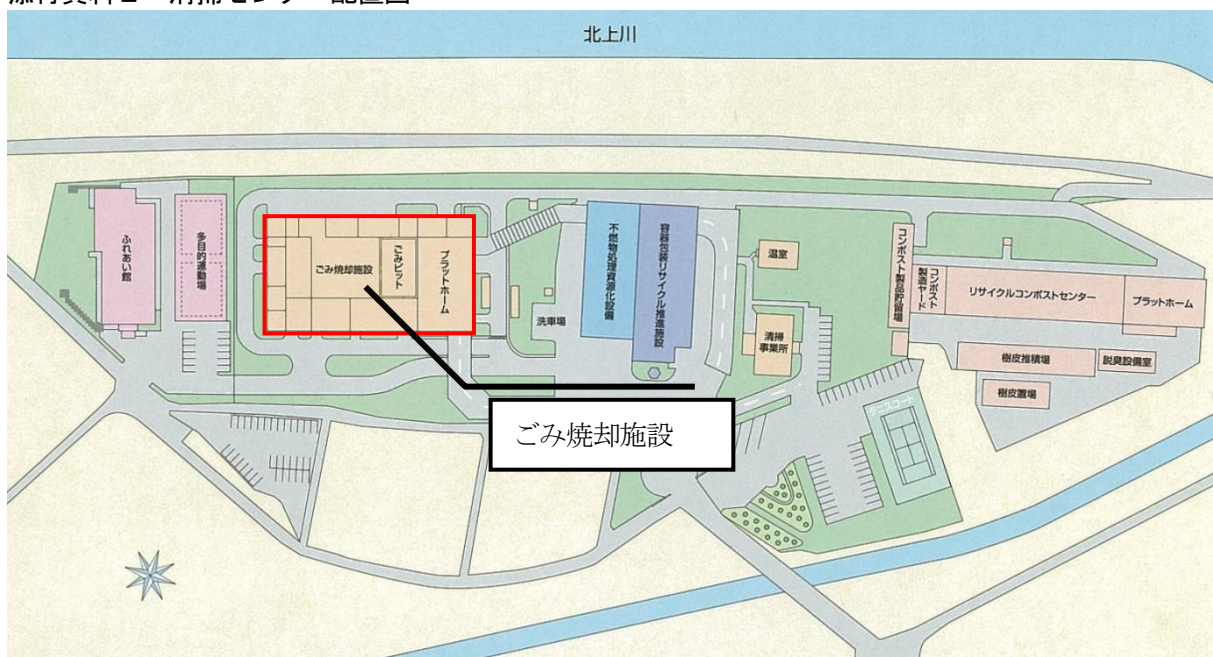 北上川
ふれあい館
多目的運動場
ごみ焼却施設
ごみピット
プラットホーム
洗車場
不燃物処理資源化設備
容器包装リサイクル推進施設
温室
清掃
事業所
コンポスト製品貯留場
コンポスト
製造ヤード
リサイクルコンポストセンター
プラットホーム
樹皮堆積場
脱臭設備室
樹皮置場
テニスコート
ごみ焼却施設